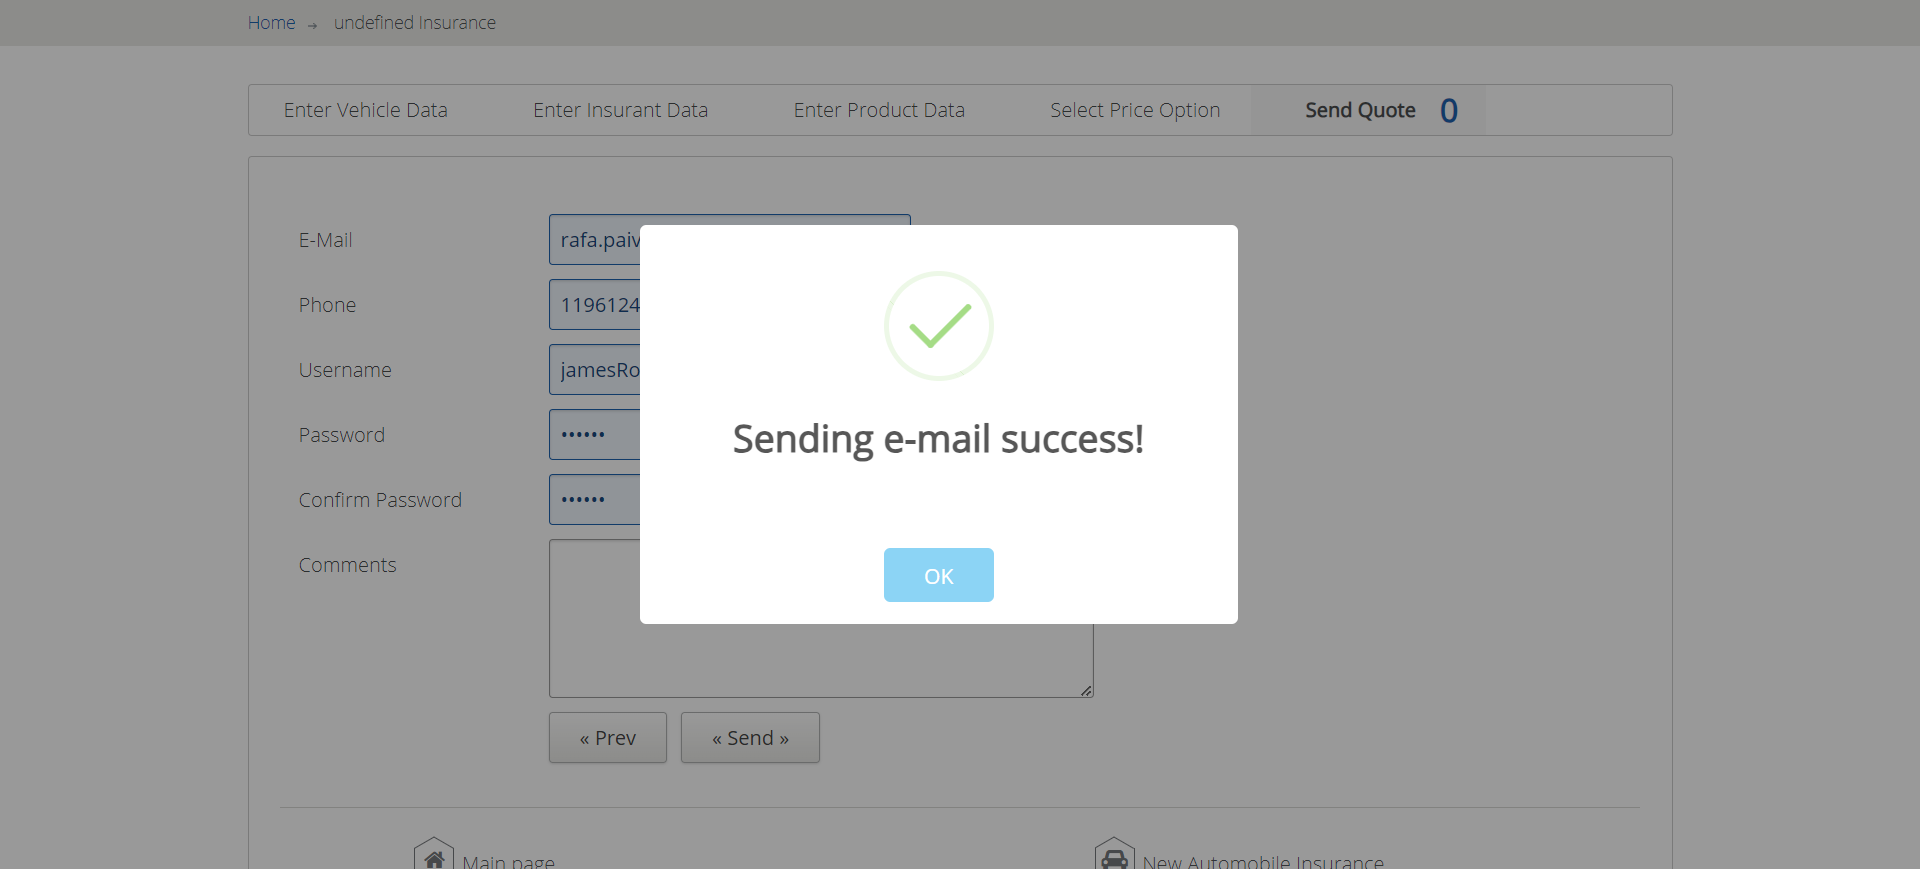 Home → undefined Insurance
Enter Vehicle Data Enter Insurant Data Enter Product Data Select Price Option Send Quote 0
E-Mail rafa.paiv
Phone 1196124
Username jamesRo
Password ••••••
Confirm Password ••••••
Comments
Sending e-mail success!
OK
« Prev « Send »
Main page New Automobile Insurance